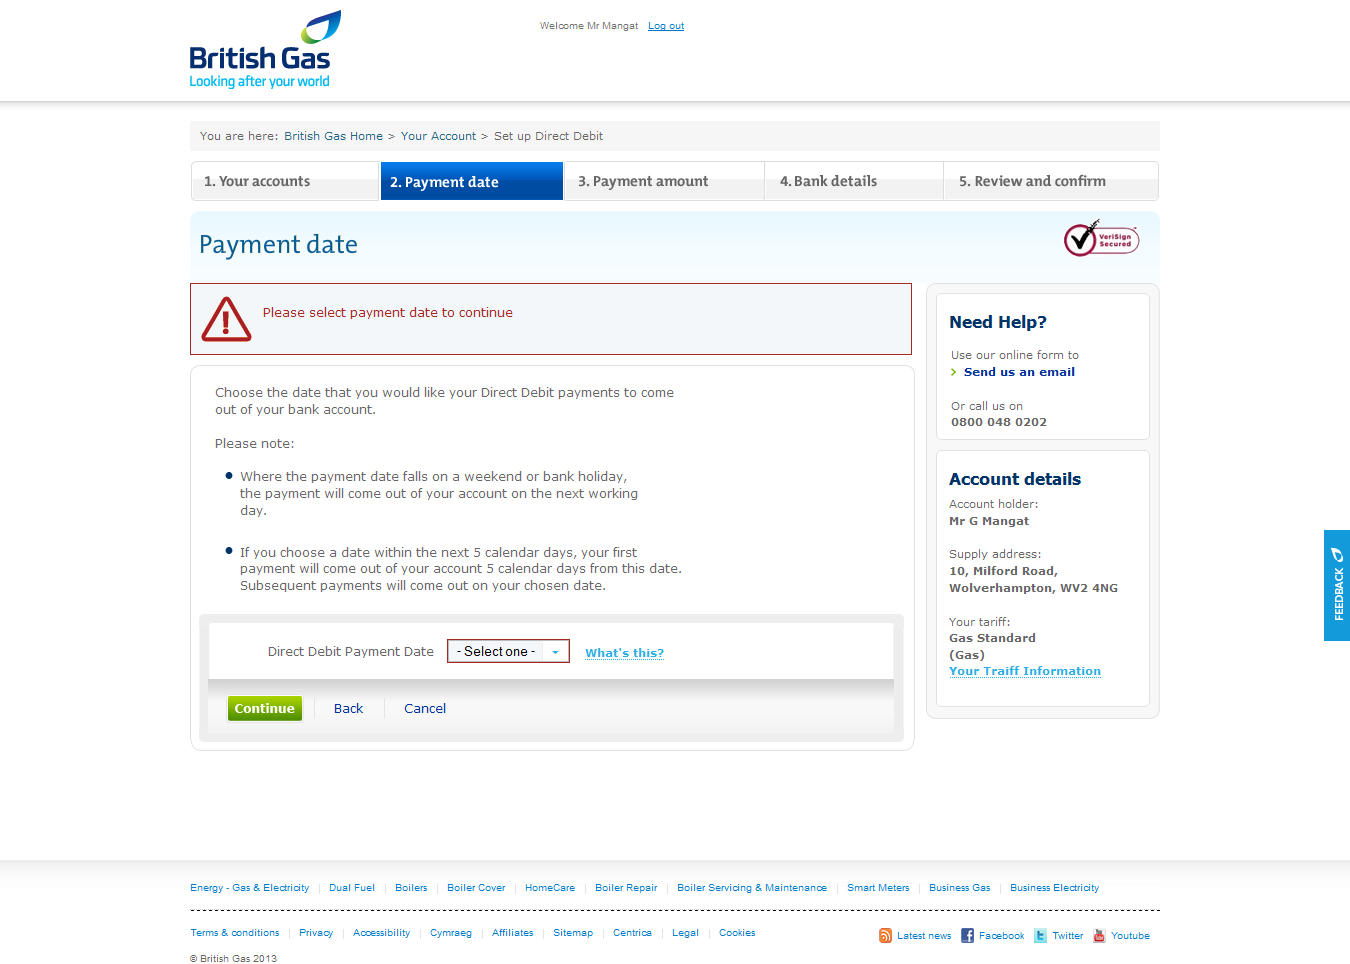 British Gas
Looking after your world
Welcome Mr Mangat Log out
You are here: British Gas Home > Your Account > Set up Direct Debit
1. Your accounts
2. Payment date
3. Payment amount
4. Bank details
5. Review and confirm
Payment date
VeriSign
Secured
Please select payment date to continue
Choose the date that you would like your Direct Debit payments to come
out of your bank account.
Please note:
Where the payment date falls on a weekend or bank holiday,
the payment will come out of your account on the next working
day.
If you choose a date within the next 5 calendar days, your first
payment will come out of your account 5 calendar days from this date.
Subsequent payments will come out on your chosen date.
Direct Debit Payment Date - Select one - What's this?
Continue Back Cancel
Need Help?
Use our online form to
Send us an email
Or call us on
0800 048 0202
Account details
Account holder:
Mr G Mangat
Supply address:
10, Milford Road,
Wolverhampton, WV2 4NG
Your tariff:
Gas Standard
(Gas)
Your Traiff Information
FEEDBACK
Energy - Gas & Electricity Dual Fuel Boilers Boiler Cover HomeCare Boiler Repair Boiler Servicing & Maintenance Smart Meters Business Gas Business Electricity
Terms & conditions Privacy Accessibility Cymraeg Affiliates Sitemap Centrica Legal Cookies
Latest news Facebook Twitter Youtube
© British Gas 2013